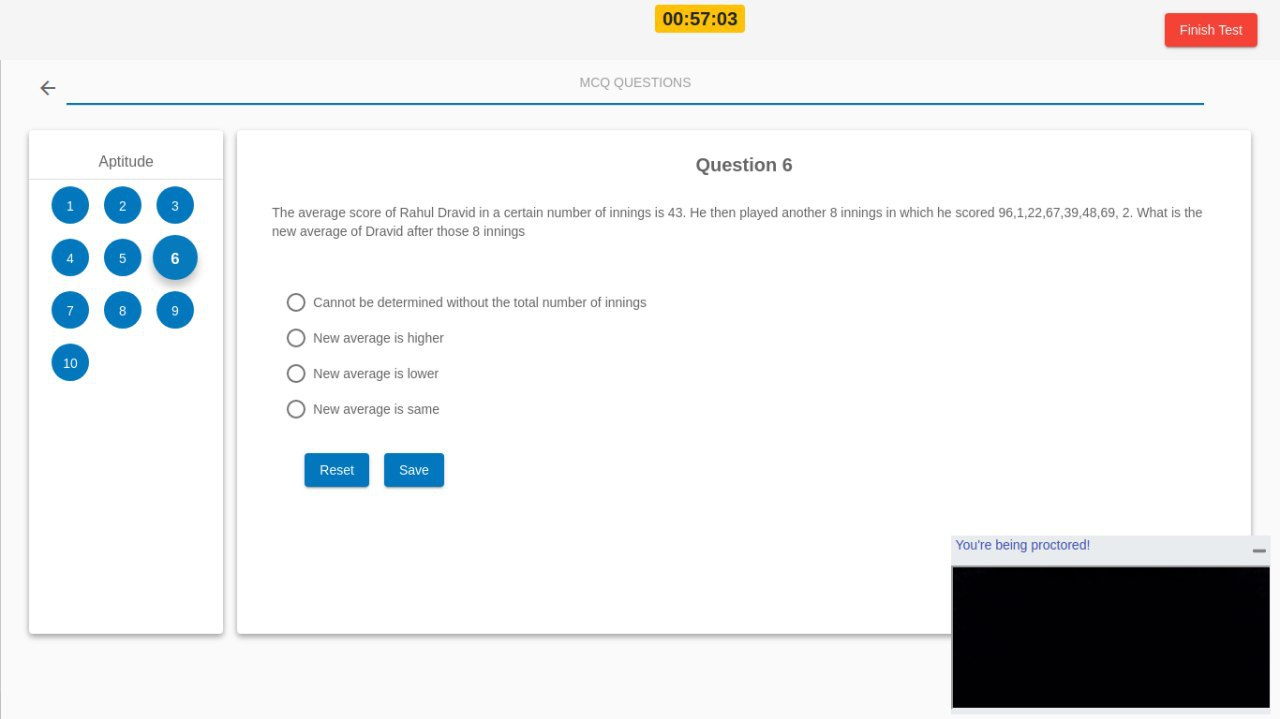 00:57:03
Finish Test
MCQ QUESTIONS
Aptitude
1 2 3
4 5 6
7 8 9
10
Question 6
The average score of Rahul Dravid in a certain number of innings is 43. He then played another 8 innings in which he scored 96,1,22,67,39,48,69, 2. What is the
new average of Dravid after those 8 innings
Cannot be determined without the total number of innings
New average is higher
New average is lower
New average is same
Reset Save
You're being proctored!